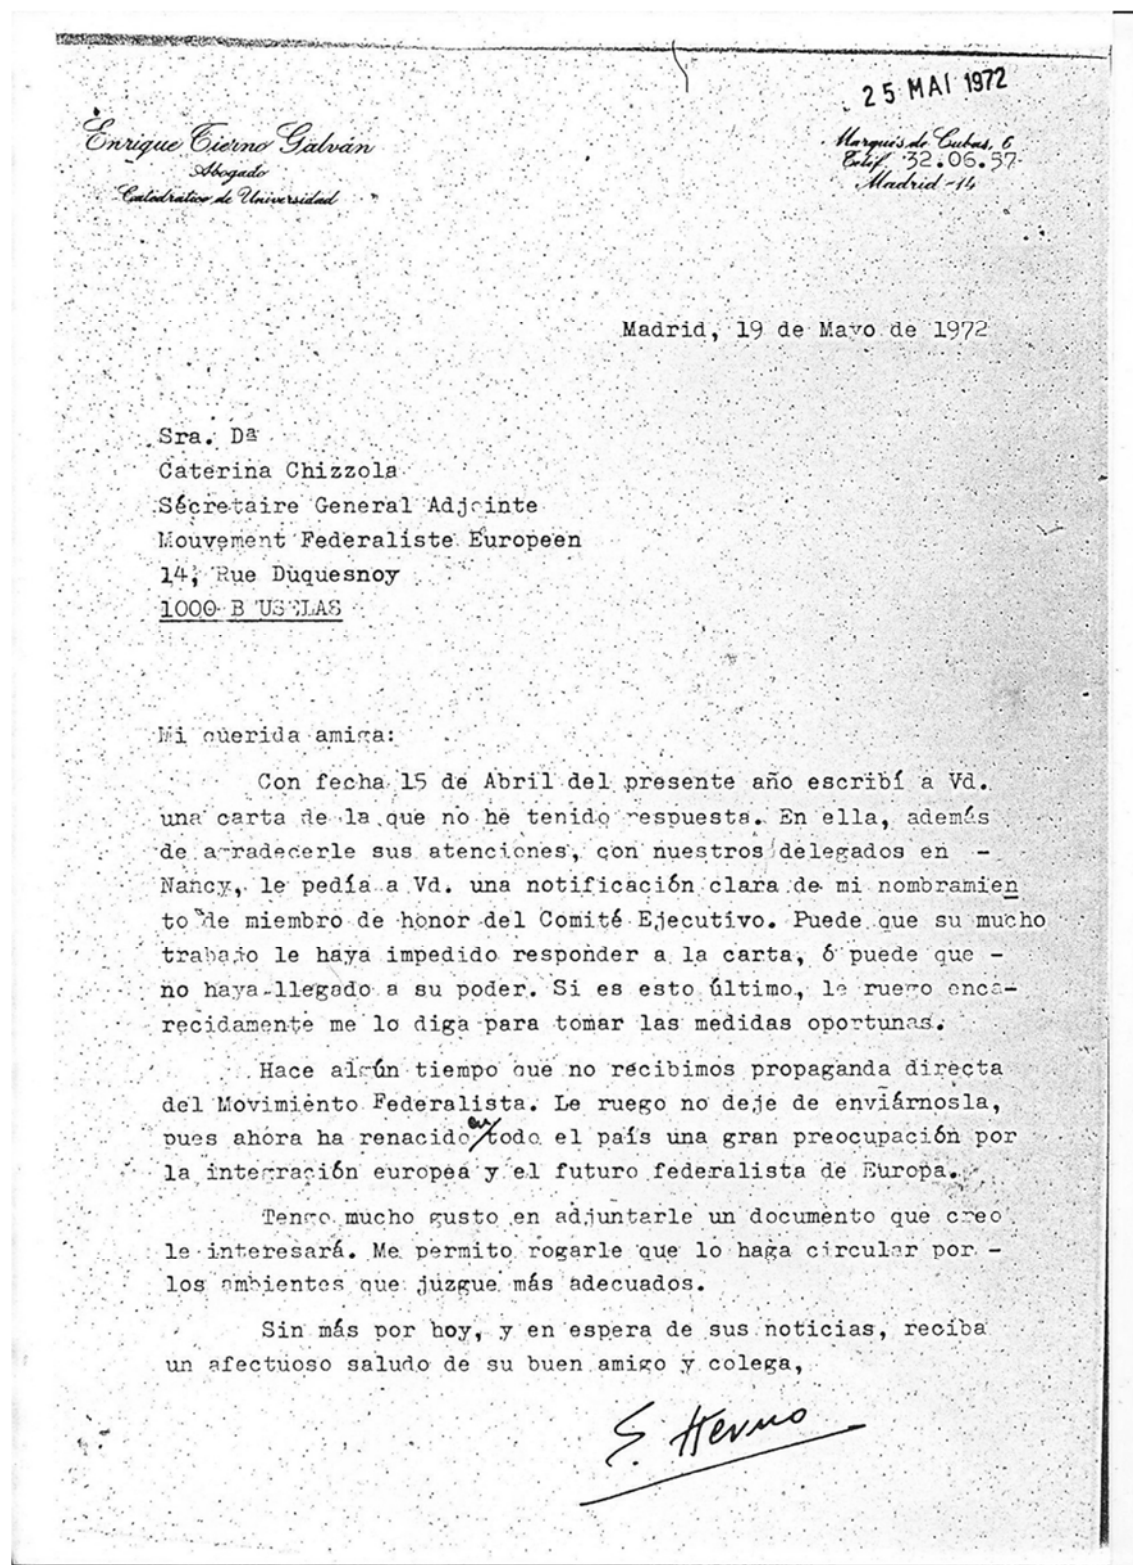 25 MAI 1972
Enrique Tierno Galván
Abogado
Catedrático de Universidad
Marqués de Cubas, 6
Teléf. 32.06.57
Madrid-14
Madrid, 19 de Mayo de 1972
Sra. Dª
Caterina Chizzola
Sécretaire General Adjointe
Mouvement Federaliste Europeen
14, Rue Duquesnoy
1000 BRUSELAS
Mi querida amiga:
Con fecha 15 de Abril del presente año escribí a Vd.
una carta de la que no he tenido respuesta. En ella, además
de agradecerle sus atenciones, con nuestros delegados en -
Nancy, le pedía a Vd. una notificación clara de mi nombramien
to de miembro de honor del Comité Ejecutivo. Puede que su mucho
trabajo le haya impedido responder a la carta, ó puede que -
no haya llegado a su poder. Si es esto último, le ruego enca-
recidamente me lo diga para tomar las medidas oportunas.
Hace algún tiempo que no recibimos propaganda directa
del Movimiento Federalista. Le ruego no deje de enviárnosla,
pues ahora ha renacido en todo el país una gran preocupación por
la integración europea y el futuro federalista de Europa.
Tengo mucho gusto en adjuntarle un documento que creo
le interesará. Me permito rogarle que lo haga circular por -
los ambientes que juzgue más adecuados.
Sin más por hoy, y en espera de sus noticias, reciba
un afectuoso saludo de su buen amigo y colega,
E. Tierno